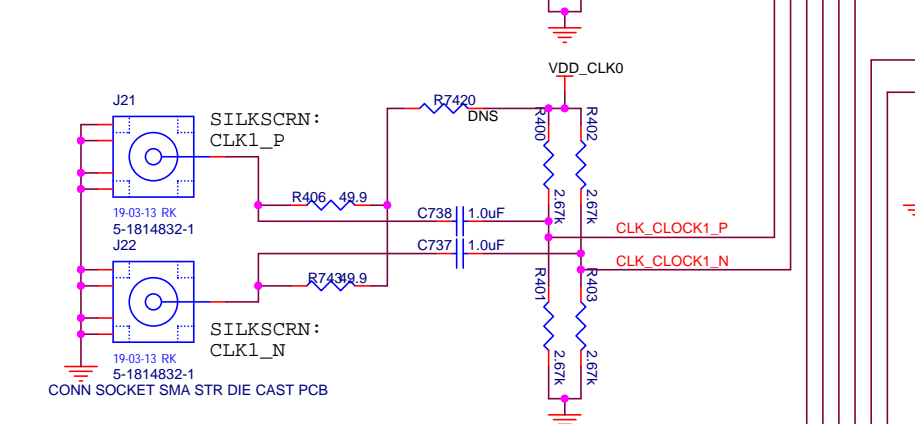 VDD_CLK0
J21
R7420
DNS
SILKSCRN:
CLK1_P
R400
R402
R406 49.9
2.67k
2.67k
19-03-13 RK
5-1814832-1
C738
1.0uF
CLK_CLOCK1_P
J22
C737
1.0uF
CLK_CLOCK1_N
R743
49.9
R401
R403
SILKSCRN:
CLK1_N
2.67k
2.67k
19-03-13 RK
5-1814832-1
CONN SOCKET SMA STR DIE CAST PCB